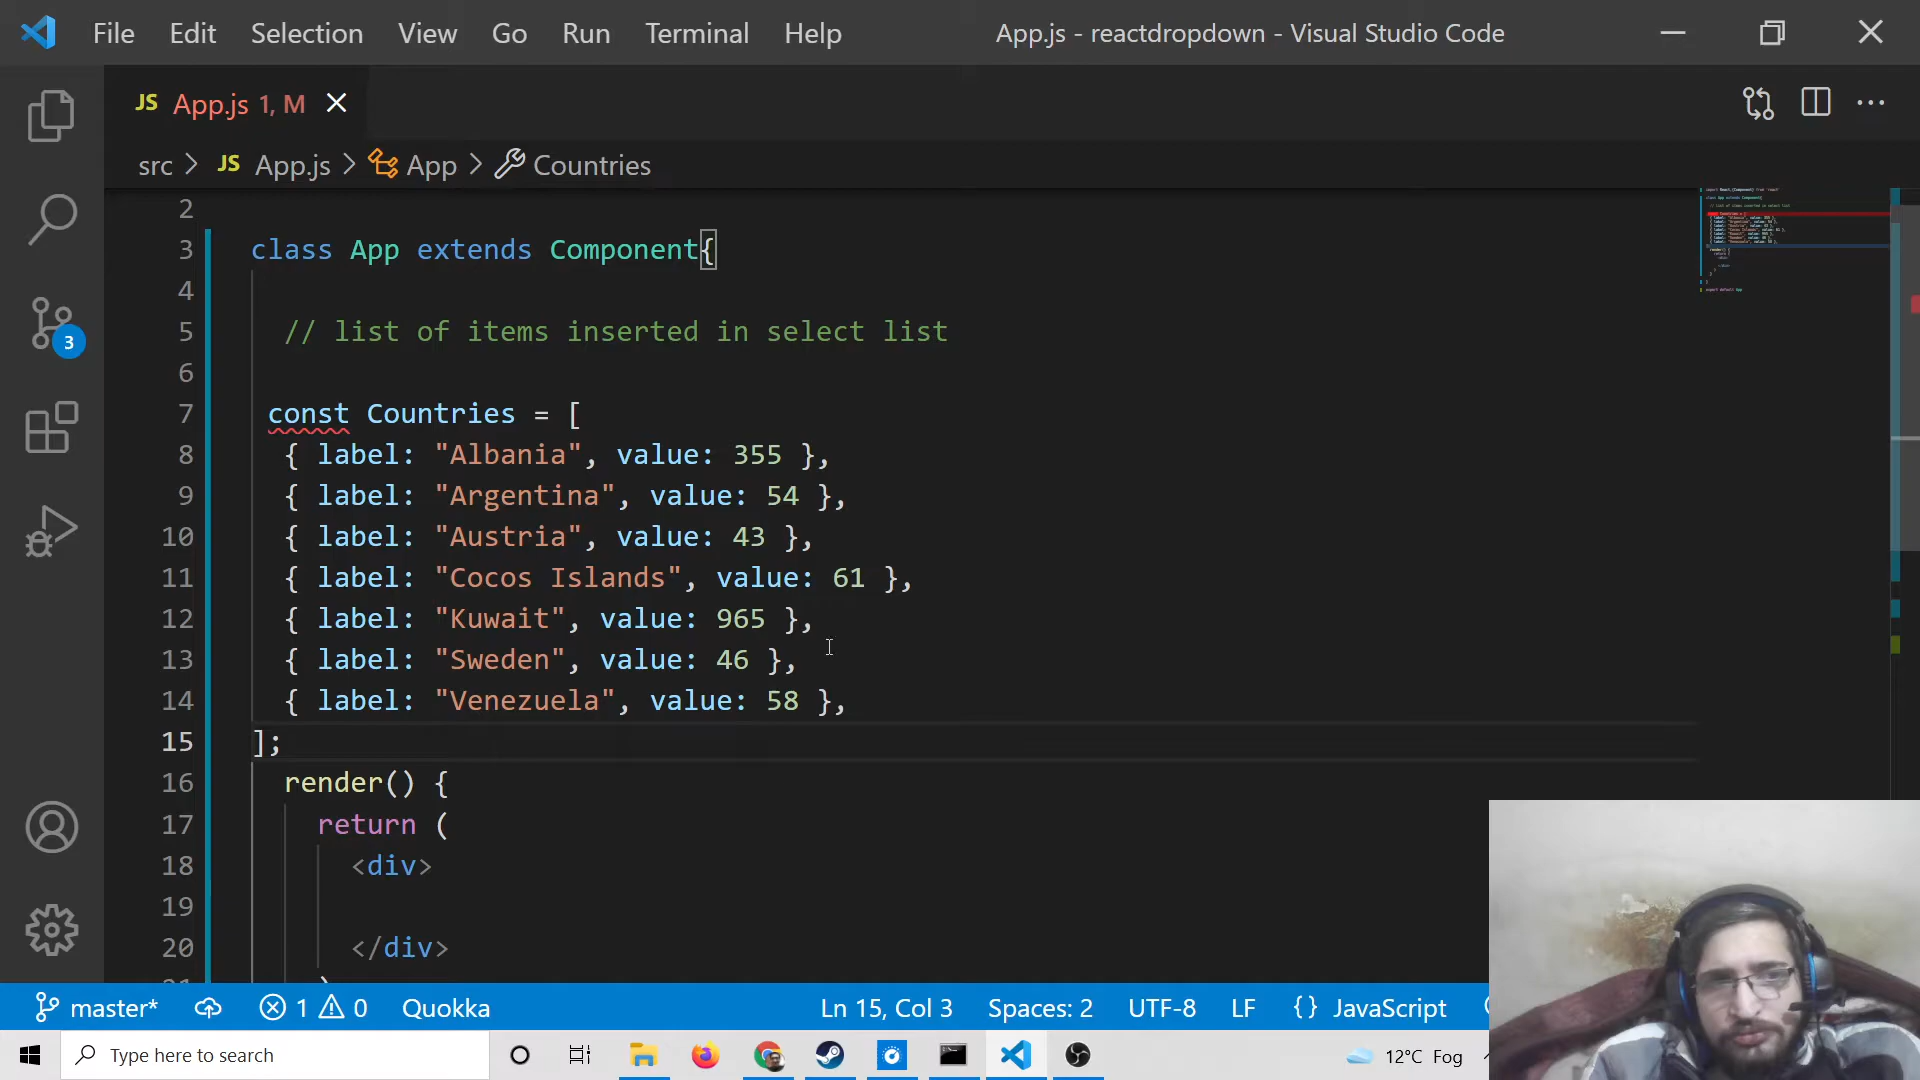 File Edit Selection View Go Run Terminal Help App.js - reactdropdown - Visual Studio Code
JS App.js 1, M
src > JS App.js > App > Countries
2
3 class App extends Component{
4
5 // list of items inserted in select list
6
7 const Countries = [
8 { label: "Albania", value: 355 },
9 { label: "Argentina", value: 54 },
10 { label: "Austria", value: 43 },
11 { label: "Cocos Islands", value: 61 },
12 { label: "Kuwait", value: 965 },
13 { label: "Sweden", value: 46 },
14 { label: "Venezuela", value: 58 },
15 ];
16 render() {
17 return (
18 <div>
19
20 </div>
3
master* 1 0 Quokka Ln 15, Col 3 Spaces: 2 UTF-8 LF {} JavaScript
Type here to search 12°C Fog